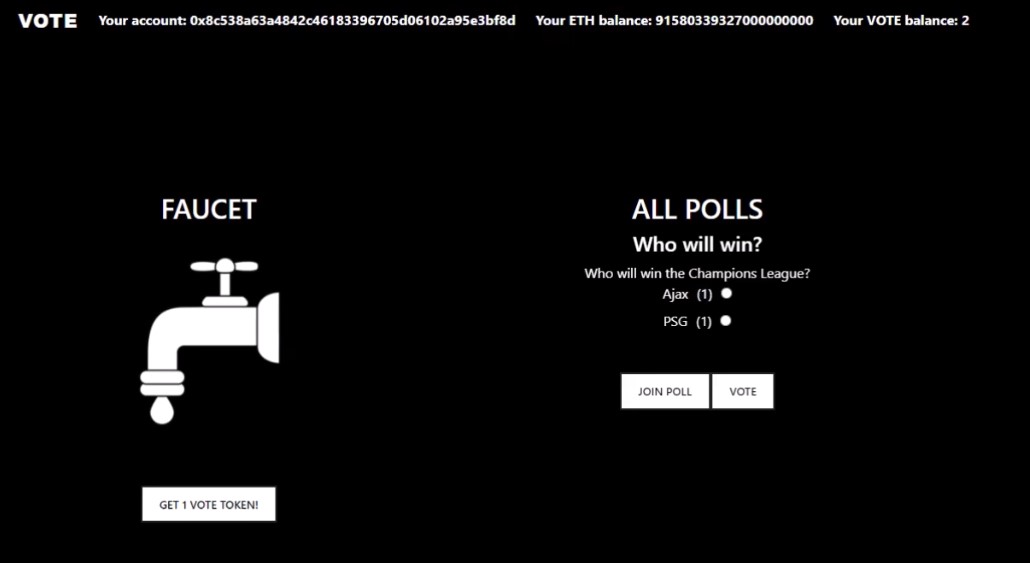 VOTE Your account: 0x8c538a63a4842c46183396705d06102a95e3bf8d Your ETH balance: 91580339327000000000 Your VOTE balance: 2
FAUCET
GET 1 VOTE TOKEN!
ALL POLLS
Who will win?
Who will win the Champions League?
Ajax (1)
PSG (1)
JOIN POLL VOTE